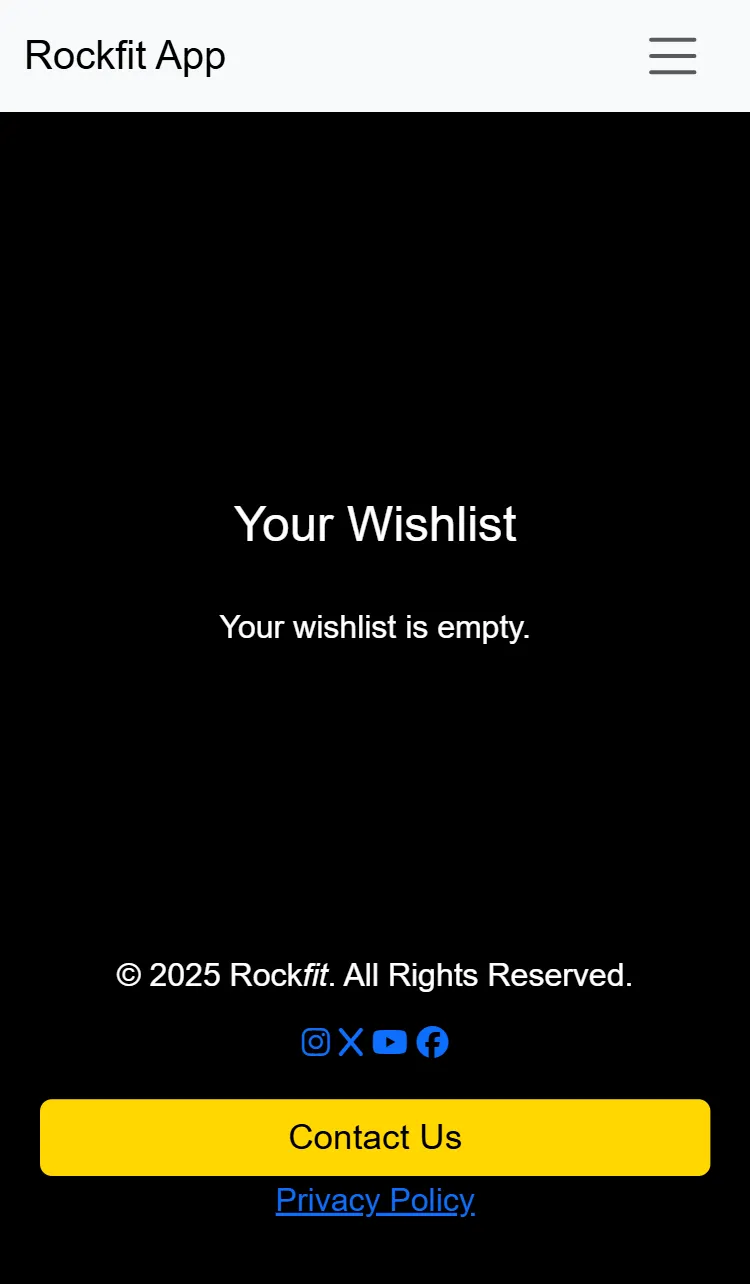 Rockfit App
Your Wishlist
Your wishlist is empty.
© 2025 Rockfit. All Rights Reserved.
Contact Us
Privacy Policy